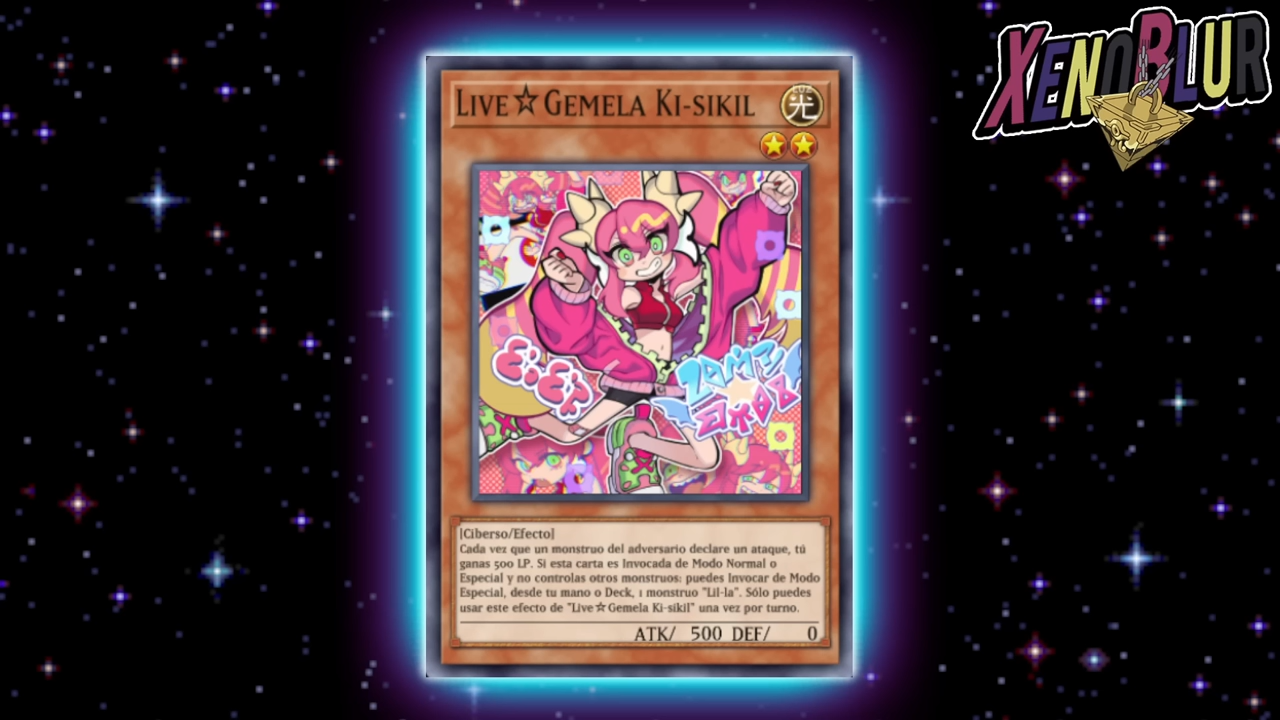 XENOBLUR
LIVE☆GEMELA KI-SIKIL
LUZ
光
[Ciberso/Efecto]
Cada vez que un monstruo del adversario declare un ataque, tú
ganas 500 LP. Si esta carta es Invocada de Modo Normal o
Especial y no controlas otros monstruos: puedes Invocar de Modo
Especial, desde tu mano o Deck, 1 monstruo "Lil-la". Sólo puedes
usar este efecto de "Live☆Gemela Ki-sikil" una vez por turno.
ATK/ 500 DEF/ 0